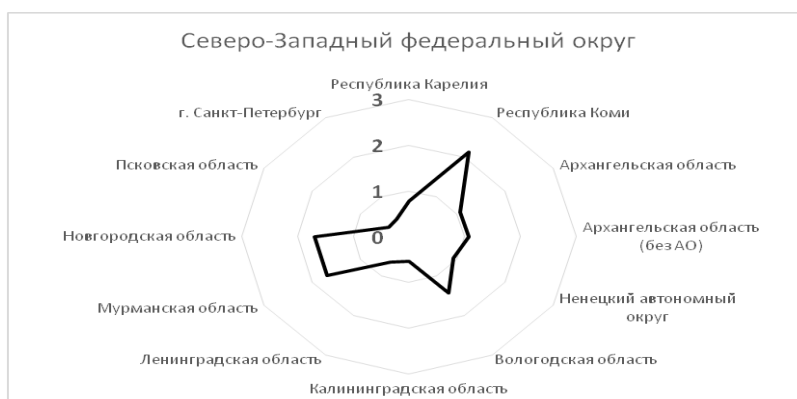 Северо-Западный федеральный округ
Республика Карелия
3
г. Санкт-Петербург
Республика Коми
2
Псковская область
Архангельская область
1
Новгородская область
0
Архангельская область
(без АО)
Мурманская область
Ненецкий автономный
округ
Ленинградская область
Вологодская область
Калининградская область